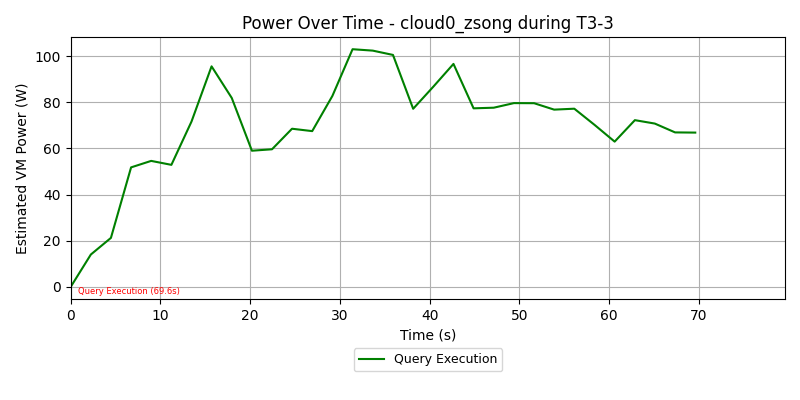 Power Over Time - cloud0_zsong during T3-3
Estimated VM Power (W)
100
80
60
40
20
0
Query Execution (69.6s)
0 10 20 30 40 50 60 70
Time (s)
Query Execution